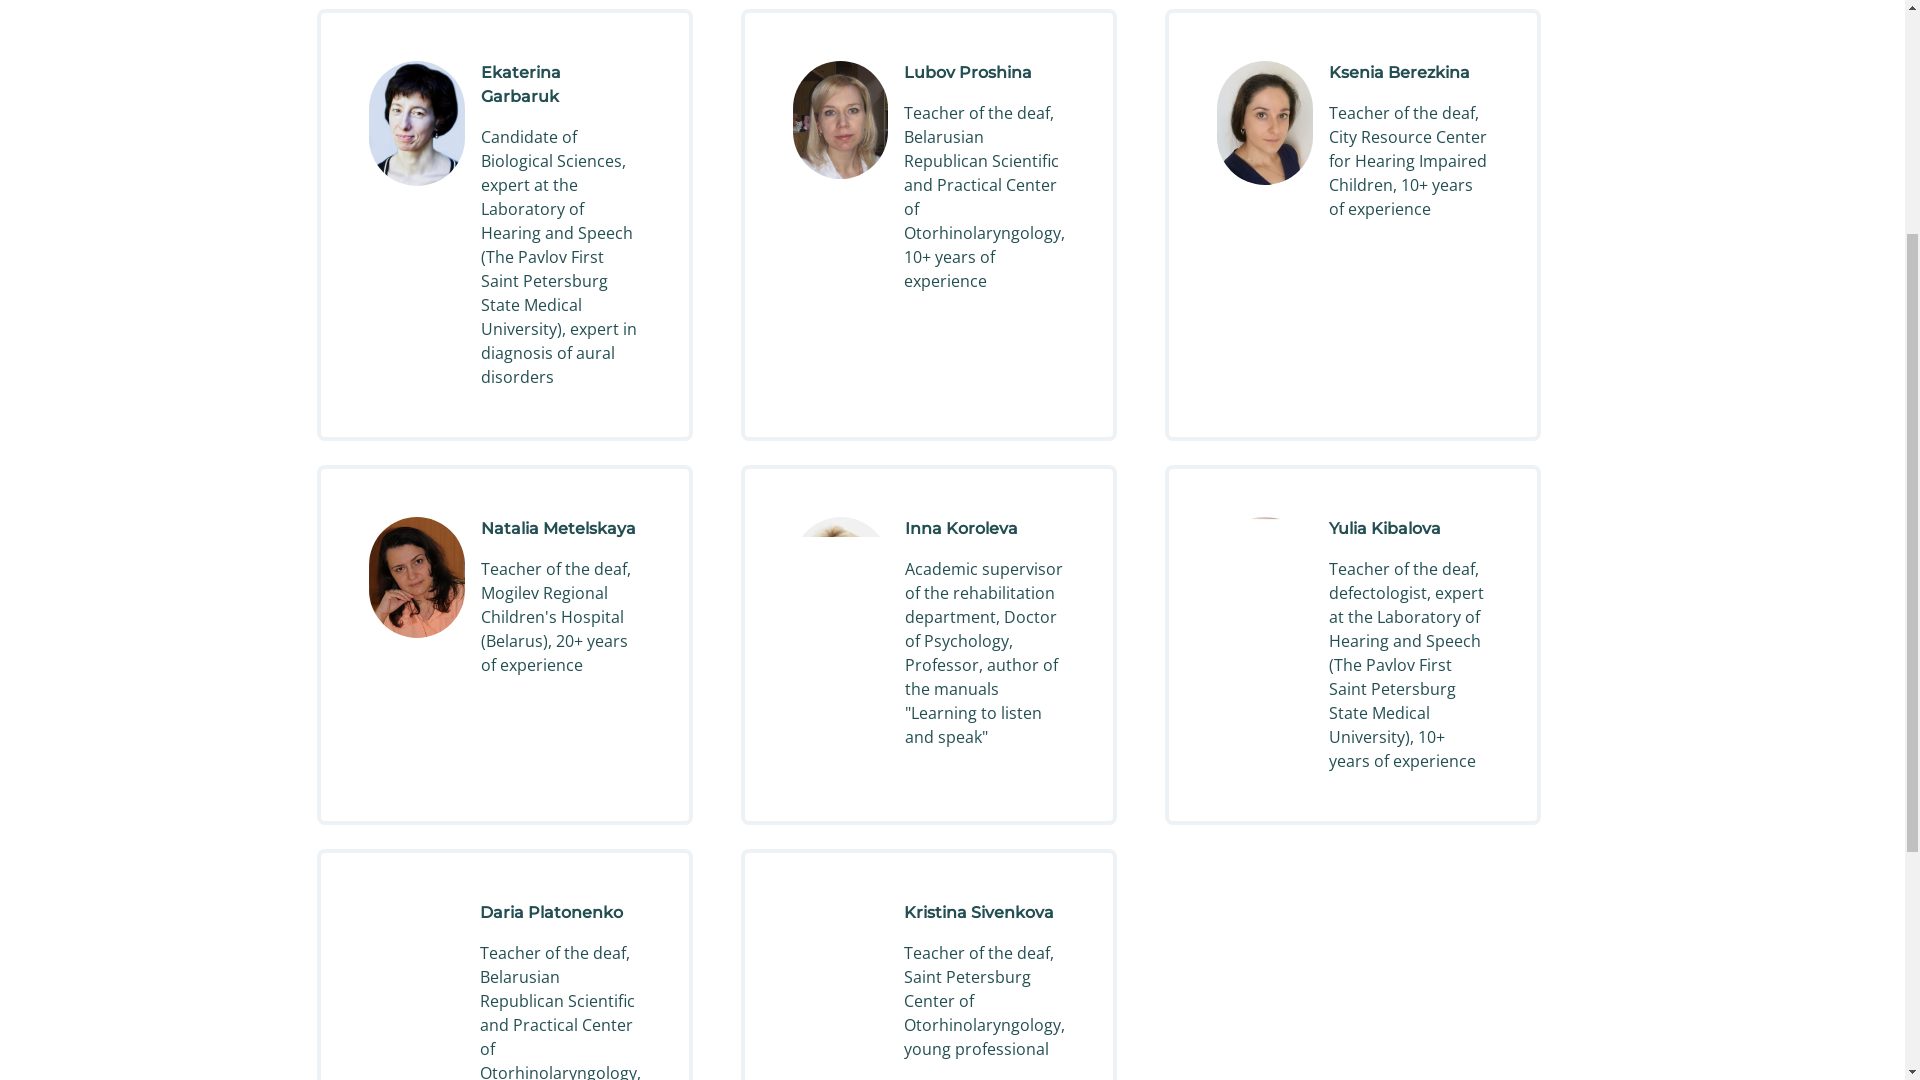 Ekaterina
Garbaruk
Candidate of
Biological Sciences,
expert at the
Laboratory of
Hearing and Speech
(The Pavlov First
Saint Petersburg
State Medical
University), expert in
diagnosis of aural
disorders
Lubov Proshina
Teacher of the deaf,
Belarusian
Republican Scientific
and Practical Center
of
Otorhinolaryngology,
10+ years of
experience
Ksenia Berezkina
Teacher of the deaf,
City Resource Center
for Hearing Impaired
Children, 10+ years
of experience
Natalia Metelskaya
Teacher of the deaf,
Mogilev Regional
Children's Hospital
(Belarus), 20+ years
of experience
Inna Koroleva
Academic supervisor
of the rehabilitation
department, Doctor
of Psychology,
Professor, author of
the manuals
"Learning to listen
and speak"
Yulia Kibalova
Teacher of the deaf,
defectologist, expert
at the Laboratory of
Hearing and Speech
(The Pavlov First
Saint Petersburg
State Medical
University), 10+
years of experience
Daria Platonenko
Teacher of the deaf,
Belarusian
Republican Scientific
and Practical Center
of
Otorhinolaryngology,
Kristina Sivenkova
Teacher of the deaf,
Saint Petersburg
Center of
Otorhinolaryngology,
young professional